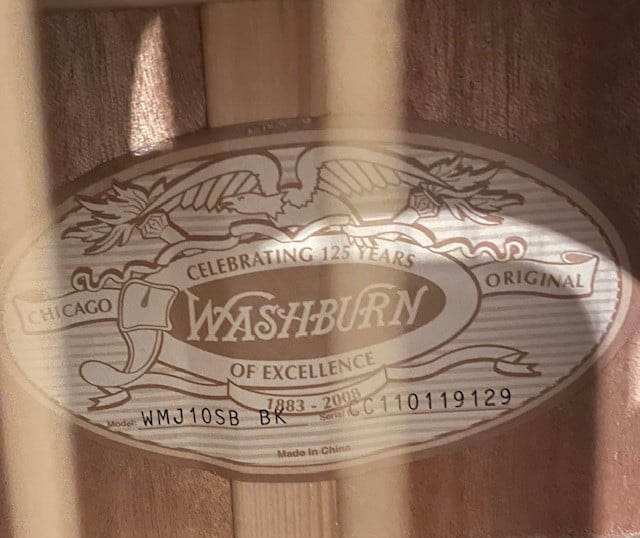 CELEBRATING 125 YEARS
CHICAGO
ORIGINAL
WASHBURN
OF EXCELLENCE
1883 - 2008
Model: WMJ10SB BK Serial: CC110119129
Made In China